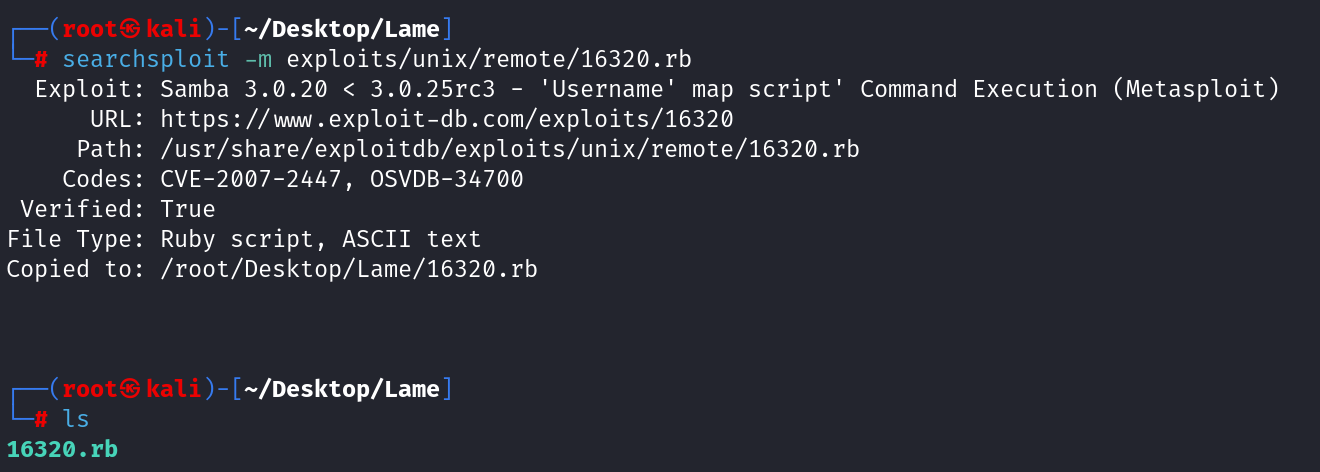 ┌──(root㉿kali)-[~/Desktop/Lame]
└─# searchsploit -m exploits/unix/remote/16320.rb
  Exploit: Samba 3.0.20 < 3.0.25rc3 - 'Username' map script' Command Execution (Metasploit)
      URL: https://www.exploit-db.com/exploits/16320
     Path: /usr/share/exploitdb/exploits/unix/remote/16320.rb
    Codes: CVE-2007-2447, OSVDB-34700
 Verified: True
File Type: Ruby script, ASCII text
Copied to: /root/Desktop/Lame/16320.rb
┌──(root㉿kali)-[~/Desktop/Lame]
└─# ls
16320.rb